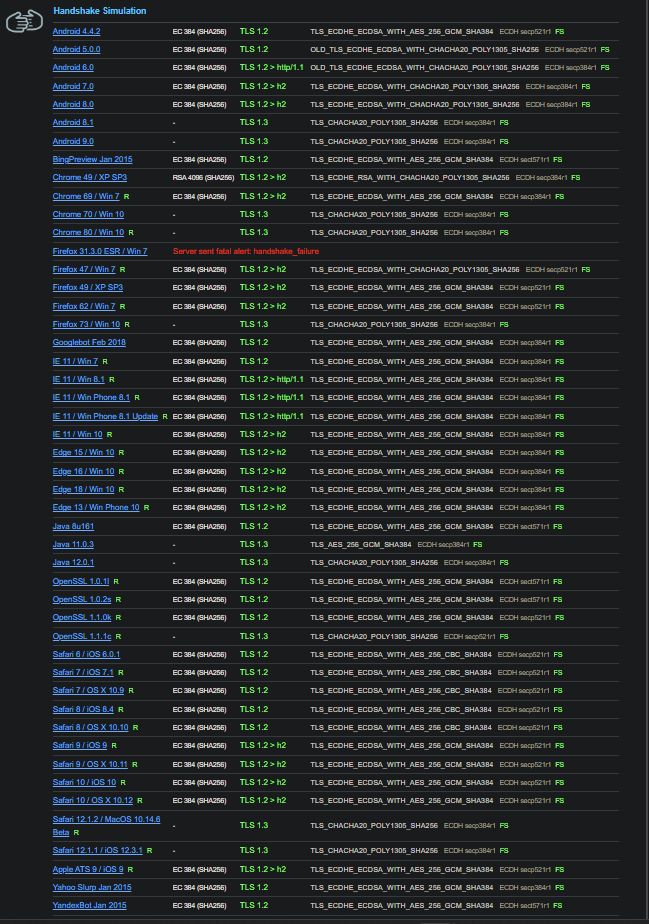 Handshake Simulation
Android 4.4.2 EC 384 (SHA256) TLS 1.2 TLS_ECDHE_ECDSA_WITH_AES_256_GCM_SHA384 ECDH secp521r1 FS
Android 5.0.0 EC 384 (SHA256) TLS 1.2 OLD_TLS_ECDHE_ECDSA_WITH_CHACHA20_POLY1305_SHA256 ECDH secp521r1 FS
Android 6.0 EC 384 (SHA256) TLS 1.2 > http/1.1 OLD_TLS_ECDHE_ECDSA_WITH_CHACHA20_POLY1305_SHA256 ECDH secp384r1 FS
Android 7.0 EC 384 (SHA256) TLS 1.2 > h2 TLS_ECDHE_ECDSA_WITH_CHACHA20_POLY1305_SHA256 ECDH secp384r1 FS
Android 8.0 EC 384 (SHA256) TLS 1.2 > h2 TLS_ECDHE_ECDSA_WITH_CHACHA20_POLY1305_SHA256 ECDH secp384r1 FS
Android 8.1 - TLS 1.3 TLS_CHACHA20_POLY1305_SHA256 ECDH secp384r1 FS
Android 9.0 - TLS 1.3 TLS_CHACHA20_POLY1305_SHA256 ECDH secp384r1 FS
BingPreview Jan 2015 EC 384 (SHA256) TLS 1.2 TLS_ECDHE_ECDSA_WITH_AES_256_GCM_SHA384 ECDH sect571r1 FS
Chrome 49 / XP SP3 RSA 4096 (SHA256) TLS 1.2 > h2 TLS_ECDHE_RSA_WITH_CHACHA20_POLY1305_SHA256 ECDH secp384r1 FS
Chrome 69 / Win 7 R EC 384 (SHA256) TLS 1.2 > h2 TLS_ECDHE_ECDSA_WITH_AES_256_GCM_SHA384 ECDH secp384r1 FS
Chrome 70 / Win 10 - TLS 1.3 TLS_CHACHA20_POLY1305_SHA256 ECDH secp384r1 FS
Chrome 80 / Win 10 R - TLS 1.3 TLS_CHACHA20_POLY1305_SHA256 ECDH secp384r1 FS
Firefox 31.3.0 ESR / Win 7 Server sent fatal alert: handshake_failure
Firefox 47 / Win 7 R EC 384 (SHA256) TLS 1.2 > h2 TLS_ECDHE_ECDSA_WITH_CHACHA20_POLY1305_SHA256 ECDH secp521r1 FS
Firefox 49 / XP SP3 EC 384 (SHA256) TLS 1.2 > h2 TLS_ECDHE_ECDSA_WITH_AES_256_GCM_SHA384 ECDH secp521r1 FS
Firefox 62 / Win 7 R EC 384 (SHA256) TLS 1.2 > h2 TLS_ECDHE_ECDSA_WITH_AES_256_GCM_SHA384 ECDH secp521r1 FS
Firefox 73 / Win 10 R - TLS 1.3 TLS_CHACHA20_POLY1305_SHA256 ECDH secp384r1 FS
Googlebot Feb 2018 EC 384 (SHA256) TLS 1.2 TLS_ECDHE_ECDSA_WITH_AES_256_GCM_SHA384 ECDH secp384r1 FS
IE 11 / Win 7 R EC 384 (SHA256) TLS 1.2 TLS_ECDHE_ECDSA_WITH_AES_256_GCM_SHA384 ECDH secp384r1 FS
IE 11 / Win 8.1 R EC 384 (SHA256) TLS 1.2 > http/1.1 TLS_ECDHE_ECDSA_WITH_AES_256_GCM_SHA384 ECDH secp384r1 FS
IE 11 / Win Phone 8.1 R EC 384 (SHA256) TLS 1.2 > http/1.1 TLS_ECDHE_ECDSA_WITH_AES_256_GCM_SHA384 ECDH secp384r1 FS
IE 11 / Win Phone 8.1 Update R EC 384 (SHA256) TLS 1.2 > http/1.1 TLS_ECDHE_ECDSA_WITH_AES_256_GCM_SHA384 ECDH secp384r1 FS
IE 11 / Win 10 R EC 384 (SHA256) TLS 1.2 > h2 TLS_ECDHE_ECDSA_WITH_AES_256_GCM_SHA384 ECDH secp384r1 FS
Edge 15 / Win 10 R EC 384 (SHA256) TLS 1.2 > h2 TLS_ECDHE_ECDSA_WITH_AES_256_GCM_SHA384 ECDH secp384r1 FS
Edge 16 / Win 10 R EC 384 (SHA256) TLS 1.2 > h2 TLS_ECDHE_ECDSA_WITH_AES_256_GCM_SHA384 ECDH secp384r1 FS
Edge 18 / Win 10 R EC 384 (SHA256) TLS 1.2 > h2 TLS_ECDHE_ECDSA_WITH_AES_256_GCM_SHA384 ECDH secp384r1 FS
Edge 13 / Win Phone 10 R EC 384 (SHA256) TLS 1.2 > h2 TLS_ECDHE_ECDSA_WITH_AES_256_GCM_SHA384 ECDH secp384r1 FS
Java 8u161 EC 384 (SHA256) TLS 1.2 TLS_ECDHE_ECDSA_WITH_AES_256_GCM_SHA384 ECDH sect571r1 FS
Java 11.0.3 - TLS 1.3 TLS_AES_256_GCM_SHA384 ECDH secp384r1 FS
Java 12.0.1 - TLS 1.3 TLS_CHACHA20_POLY1305_SHA256 ECDH secp384r1 FS
OpenSSL 1.0.1l R EC 384 (SHA256) TLS 1.2 TLS_ECDHE_ECDSA_WITH_AES_256_GCM_SHA384 ECDH sect571r1 FS
OpenSSL 1.0.2s R EC 384 (SHA256) TLS 1.2 TLS_ECDHE_ECDSA_WITH_AES_256_GCM_SHA384 ECDH sect571r1 FS
OpenSSL 1.1.0k R EC 384 (SHA256) TLS 1.2 TLS_ECDHE_ECDSA_WITH_AES_256_GCM_SHA384 ECDH secp521r1 FS
OpenSSL 1.1.1c R - TLS 1.3 TLS_CHACHA20_POLY1305_SHA256 ECDH secp521r1 FS
Safari 6 / iOS 6.0.1 EC 384 (SHA256) TLS 1.2 TLS_ECDHE_ECDSA_WITH_AES_256_CBC_SHA384 ECDH secp521r1 FS
Safari 7 / iOS 7.1 R EC 384 (SHA256) TLS 1.2 TLS_ECDHE_ECDSA_WITH_AES_256_CBC_SHA384 ECDH secp521r1 FS
Safari 7 / OS X 10.9 R EC 384 (SHA256) TLS 1.2 TLS_ECDHE_ECDSA_WITH_AES_256_CBC_SHA384 ECDH secp521r1 FS
Safari 8 / iOS 8.4 R EC 384 (SHA256) TLS 1.2 TLS_ECDHE_ECDSA_WITH_AES_256_CBC_SHA384 ECDH secp521r1 FS
Safari 8 / OS X 10.10 R EC 384 (SHA256) TLS 1.2 TLS_ECDHE_ECDSA_WITH_AES_256_CBC_SHA384 ECDH secp521r1 FS
Safari 9 / iOS 9 R EC 384 (SHA256) TLS 1.2 > h2 TLS_ECDHE_ECDSA_WITH_AES_256_GCM_SHA384 ECDH secp521r1 FS
Safari 9 / OS X 10.11 R EC 384 (SHA256) TLS 1.2 > h2 TLS_ECDHE_ECDSA_WITH_AES_256_GCM_SHA384 ECDH secp521r1 FS
Safari 10 / iOS 10 R EC 384 (SHA256) TLS 1.2 > h2 TLS_ECDHE_ECDSA_WITH_AES_256_GCM_SHA384 ECDH secp521r1 FS
Safari 10 / OS X 10.12 R EC 384 (SHA256) TLS 1.2 > h2 TLS_ECDHE_ECDSA_WITH_AES_256_GCM_SHA384 ECDH secp521r1 FS
Safari 12.1.2 / MacOS 10.14.6
Beta R - TLS 1.3 TLS_CHACHA20_POLY1305_SHA256 ECDH secp384r1 FS
Safari 12.1.1 / iOS 12.3.1 R - TLS 1.3 TLS_CHACHA20_POLY1305_SHA256 ECDH secp384r1 FS
Apple ATS 9 / iOS 9 R EC 384 (SHA256) TLS 1.2 > h2 TLS_ECDHE_ECDSA_WITH_AES_256_GCM_SHA384 ECDH secp521r1 FS
Yahoo Slurp Jan 2015 EC 384 (SHA256) TLS 1.2 TLS_ECDHE_ECDSA_WITH_AES_256_GCM_SHA384 ECDH secp384r1 FS
YandexBot Jan 2015 EC 384 (SHA256) TLS 1.2 TLS_ECDHE_ECDSA_WITH_AES_256_GCM_SHA384 ECDH secp521r1 FS